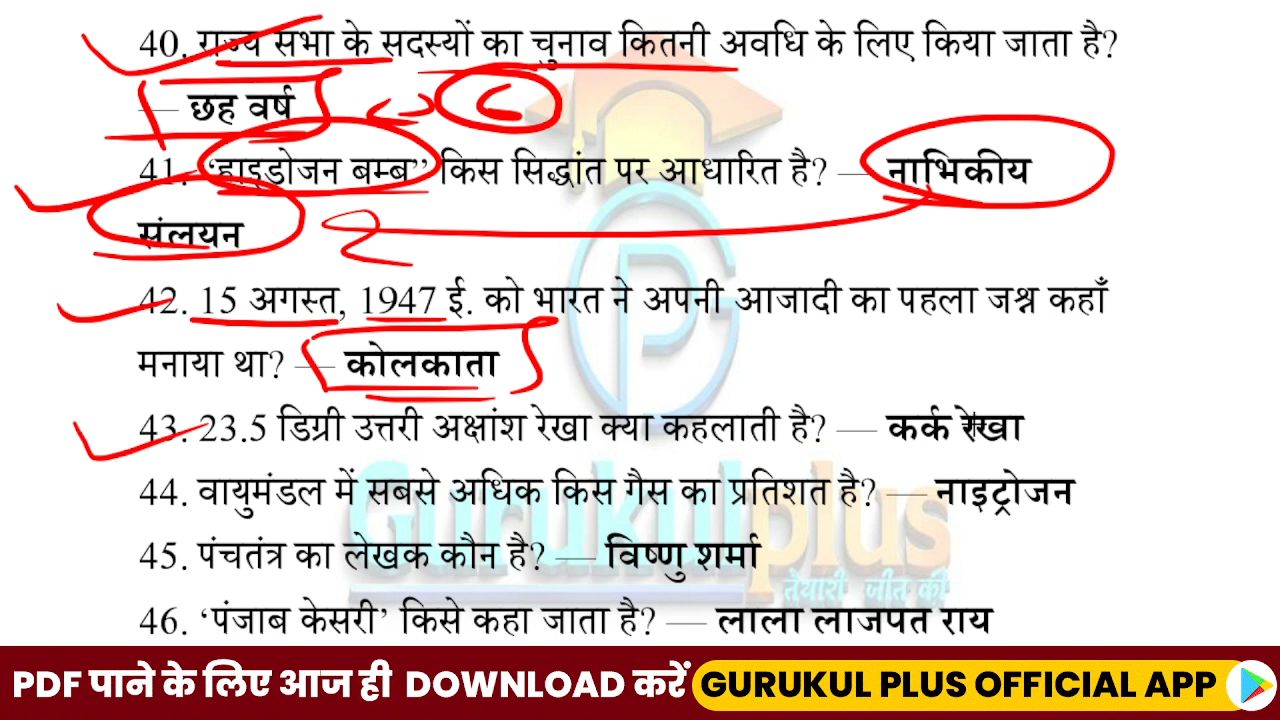 40. राज्य सभा के सदस्यों का चुनाव कितनी अवधि के लिए किया जाता है?
— छह वर्ष
41. ‘हाइडोजन बम्ब” किस सिद्धांत पर आधारित है? — नाभिकीय
संलयन
42. 15 अगस्त, 1947 ई. को भारत ने अपनी आजादी का पहला जश्न कहाँ
मनाया था? — कोलकाता
43. 23.5 डिग्री उत्तरी अक्षांश रेखा क्या कहलाती है? — कर्क रेखा
44. वायुमंडल में सबसे अधिक किस गैस का प्रतिशत है? — नाइट्रोजन
45. पंचतंत्र का लेखक कौन है? — विष्णु शर्मा
46. ‘पंजाब केसरी’ किसे कहा जाता है? — लाला लाजपत राय
Gurukul plus
तैयारी जीत की
PDF पाने के लिए आज ही DOWNLOAD करें GURUKUL PLUS OFFICIAL APP